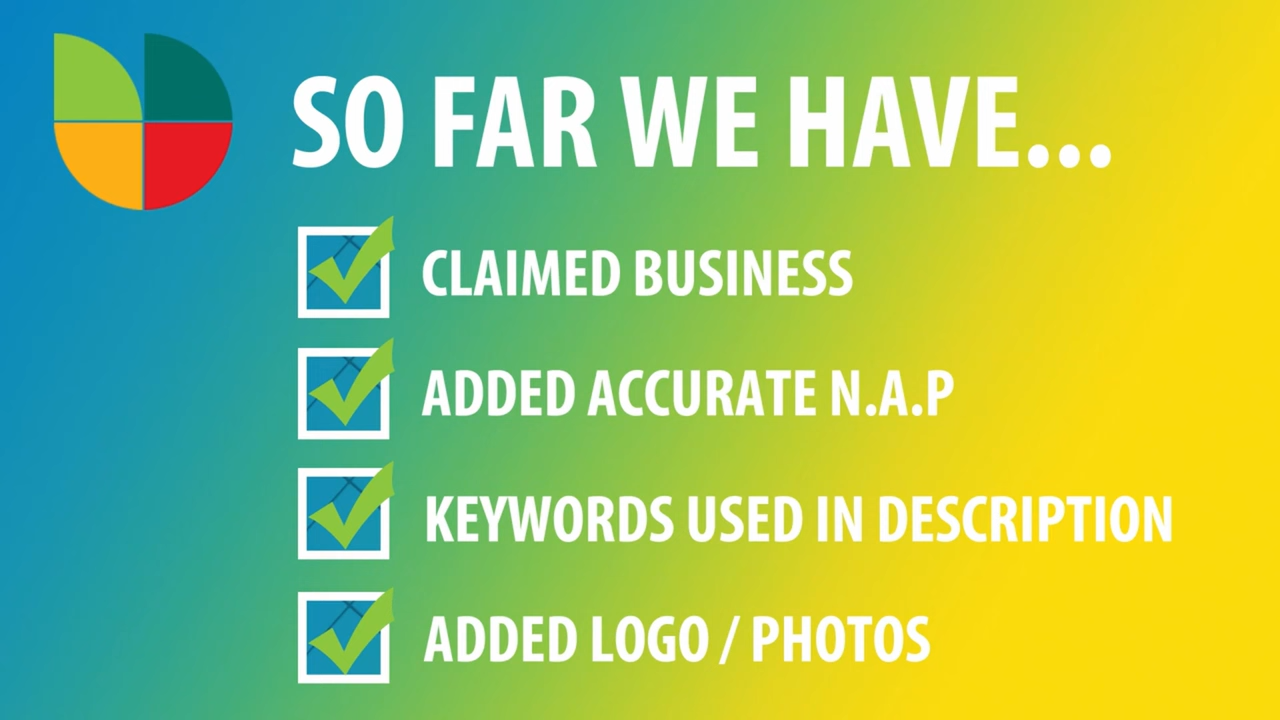 SO FAR WE HAVE...
CLAIMED BUSINESS
ADDED ACCURATE N.A.P
KEYWORDS USED IN DESCRIPTION
ADDED LOGO / PHOTOS